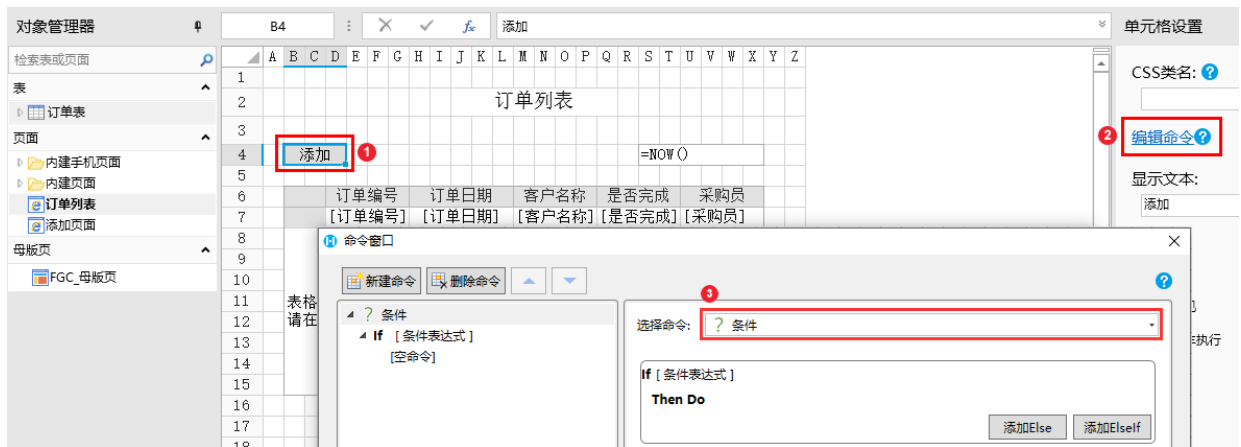 对象管理器
B4
添加
单元格设置
检索表或页面
A B C D E F G H I J K L M N O P Q R S T U V W X Y Z
CSS类名:
表
1
订单表
2
订单列表
页面
3
2
编辑命令
内建手机页面
4
添加
1
=NOW()
内建页面
5
显示文本:
订单列表
6
订单编号 订单日期 客户名称 是否完成 采购员
添加
添加页面
7
[订单编号] [订单日期] [客户名称] [是否完成] [采购员]
母版页
8
命令窗口
FGC_母版页
9
10
新建命令 删除命令
3
11
表格
条件
12
请在
If [ 条件表达式 ]
选择命令: ? 条件
13
[空命令]
执行
14
If [ 条件表达式 ]
15
Then Do
16
17
添加Else 添加ElseIf